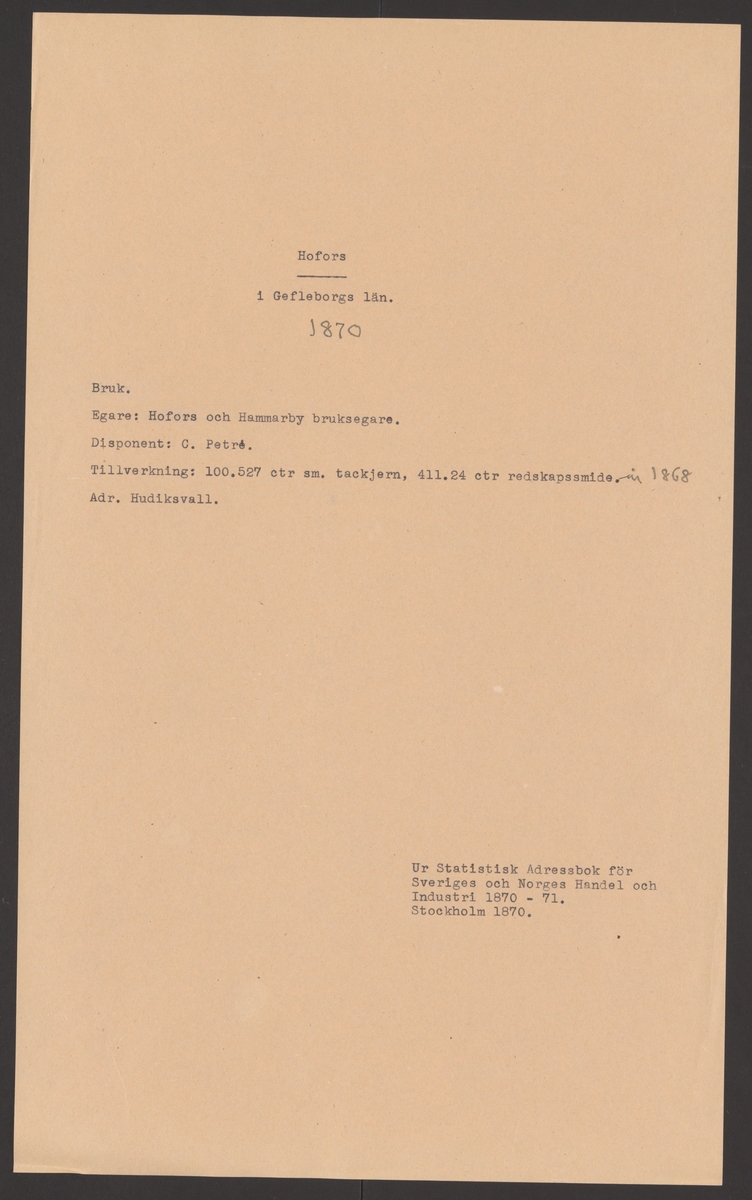 Hofors
i Gefleborgs län.
1870
Bruk.
Egare: Hofors och Hammarby bruksegare.
Disponent: C. Petré.
Tillverkning: 100.527 ctr sm. tackjern, 411.24 ctr redskapssmide. år 1868
Adr. Hudiksvall.
Ur Statistisk Adressbok för
Sveriges och Norges Handel och
Industri 1870 - 71.
Stockholm 1870.